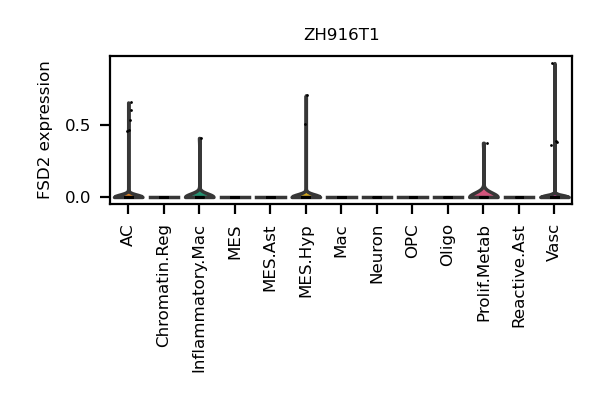 ZH916T1
FSD2 expression
0.5
0.0
AC
Chromatin.Reg
Inflammatory.Mac
MES
MES.Ast
MES.Hyp
Mac
Neuron
OPC
Oligo
Prolif.Metab
Reactive.Ast
Vasc